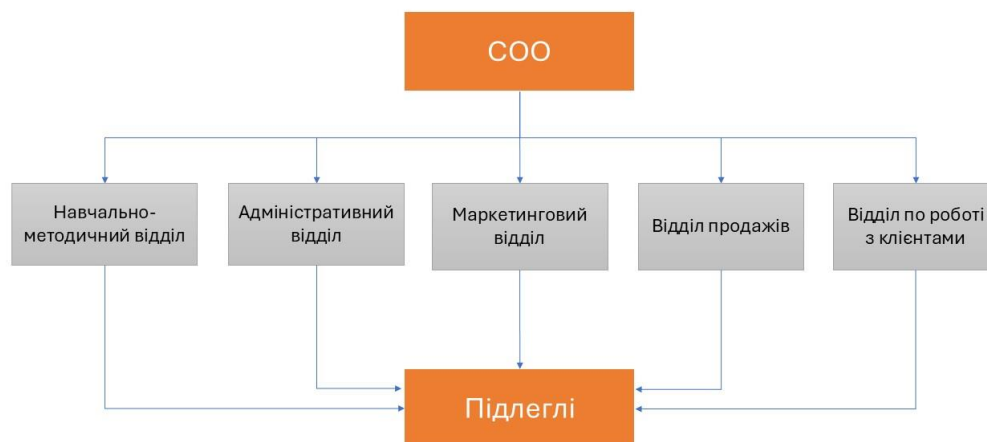 COO
Навчально-
методичний відділ
Адміністративний
відділ
Маркетинговий
відділ
Відділ продажів
Відділ по роботі
з клієнтами
Підлеглі